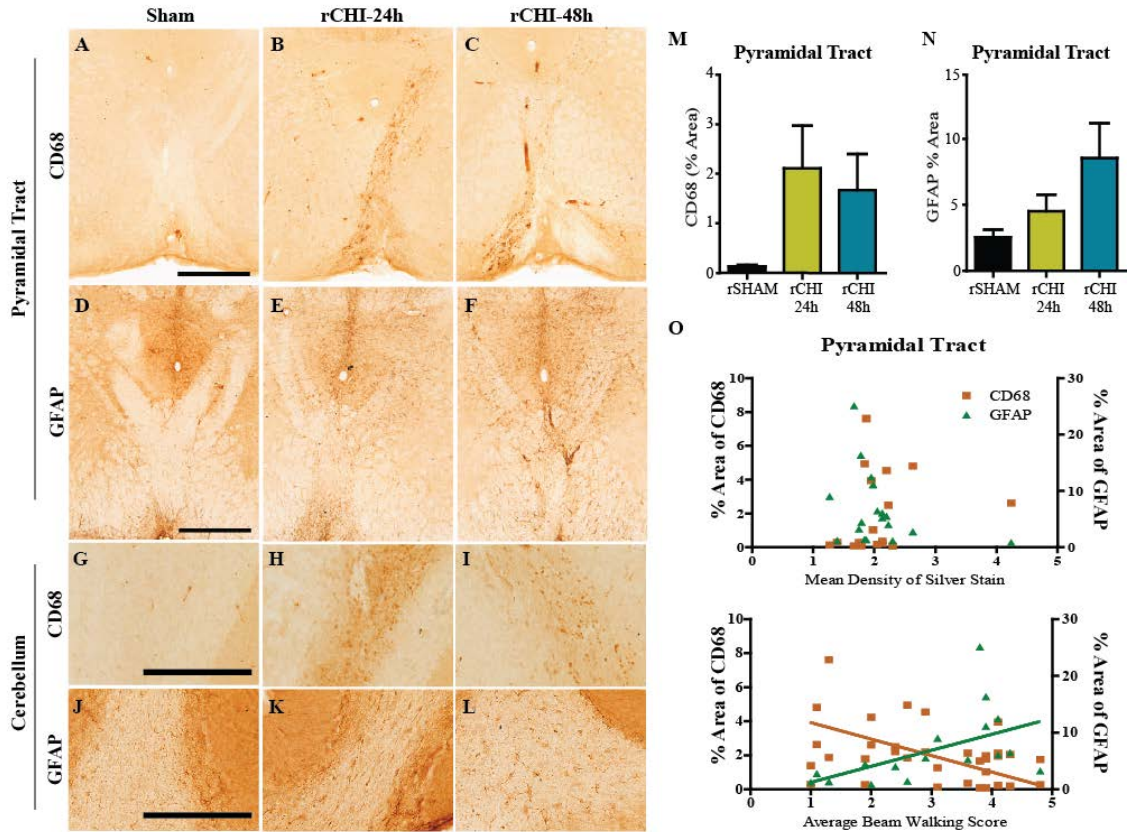 Sham rCHI-24h rCHI-48h
Pyramidal Tract
CD68
A B C
GFAP
D E F
Cerebellum
CD68
G H I
GFAP
J K L
M
Pyramidal Tract
CD68 (% Area)
4
3
2
1
0
rSHAM rCHI rCHI
24h 48h
N
Pyramidal Tract
GFAP % Area
15
10
5
0
rSHAM rCHI rCHI
24h 48h
O
Pyramidal Tract
% Area of CD68
10
8
6
4
2
0
CD68
GFAP
30
20
10
0
% Area of GFAP
0 1 2 3 4 5
Mean Density of Silver Stain
% Area of CD68
10
8
6
4
2
0
30
20
10
0
% Area of GFAP
0 1 2 3 4 5
Average Beam Walking Score